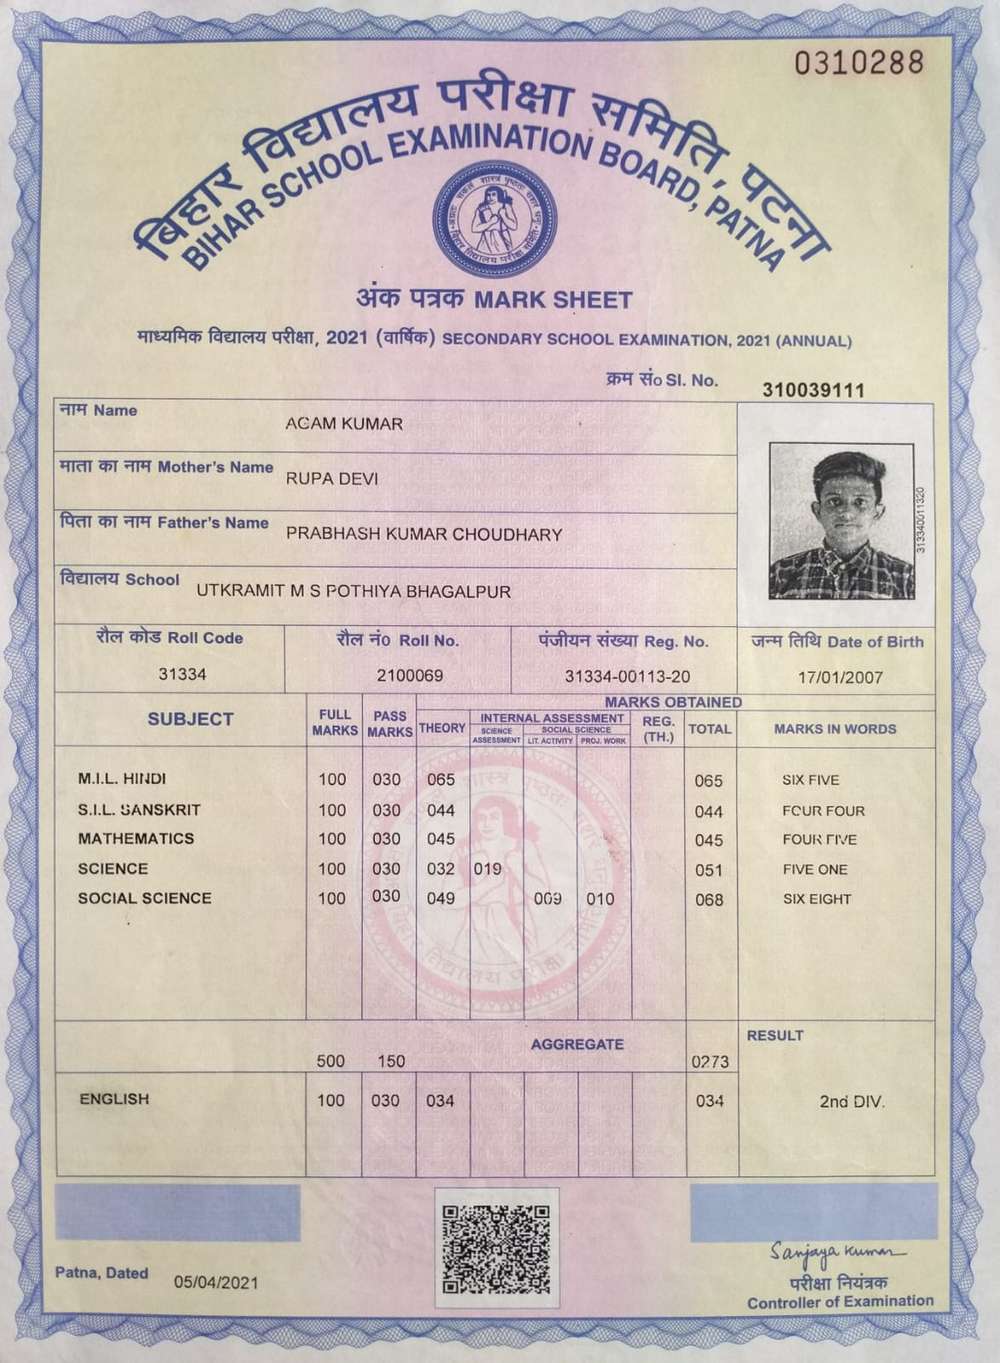 0310288
बिहार विद्यालय परीक्षा समिति, पटना
BIHAR SCHOOL EXAMINATION BOARD, PATNA
अंक पत्रक MARK SHEET
माध्यमिक विद्यालय परीक्षा, 2021 (वार्षिक) SECONDARY SCHOOL EXAMINATION, 2021 (ANNUAL)
क्रम सं० Sl. No. 310039111
नाम Name
AGAM KUMAR
माता का नाम Mother's Name
RUPA DEVI
पिता का नाम Father's Name
PRABHASH KUMAR CHOUDHARY
विद्यालय School
UTKRAMIT M S POTHIYA BHAGALPUR
313340011320
रौल कोड Roll Code रौल नं० Roll No. पंजीयन संख्या Reg. No. जन्म तिथि Date of Birth
31334 2100069 31334-00113-20 17/01/2007
SUBJECT FULL MARKS PASS MARKS MARKS OBTAINED
THEORY INTERNAL ASSESSMENT REG. (TH.) TOTAL MARKS IN WORDS
SCIENCE ASSESSMENT SOCIAL SCIENCE
LIT. ACTIVITY PROJ. WORK
M.I.L. HINDI 100 030 065 065 SIX FIVE
S.I.L. SANSKRIT 100 030 044 044 FOUR FOUR
MATHEMATICS 100 030 045 045 FOUR FIVE
SCIENCE 100 030 032 019 051 FIVE ONE
SOCIAL SCIENCE 100 030 049 009 010 068 SIX EIGHT
AGGREGATE RESULT
500 150 0273
ENGLISH 100 030 034 034 2nd DIV.
Sanjaya Kumar
Patna, Dated 05/04/2021
परीक्षा नियंत्रक
Controller of Examination